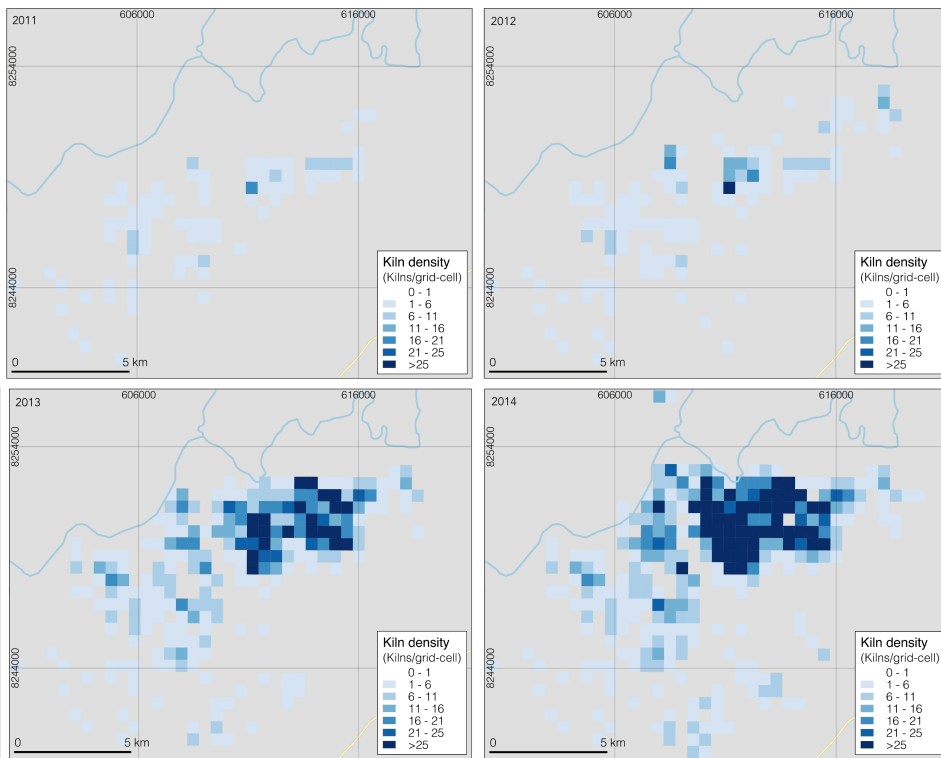 2011
606000
616000
8254000
8244000
Kiln density
(Kilns/grid-cell)
0 - 1
1 - 6
6 - 11
11 - 16
16 - 21
21 - 25
>25
0
5 km
2012
606000
616000
8254000
8244000
Kiln density
(Kilns/grid-cell)
0 - 1
1 - 6
6 - 11
11 - 16
16 - 21
21 - 25
>25
0
5 km
2013
606000
616000
8254000
8244000
Kiln density
(Kilns/grid-cell)
0 - 1
1 - 6
6 - 11
11 - 16
16 - 21
21 - 25
>25
0
5 km
2014
606000
616000
8254000
8244000
Kiln density
(Kilns/grid-cell)
0 - 1
1 - 6
6 - 11
11 - 16
16 - 21
21 - 25
>25
0
5 km